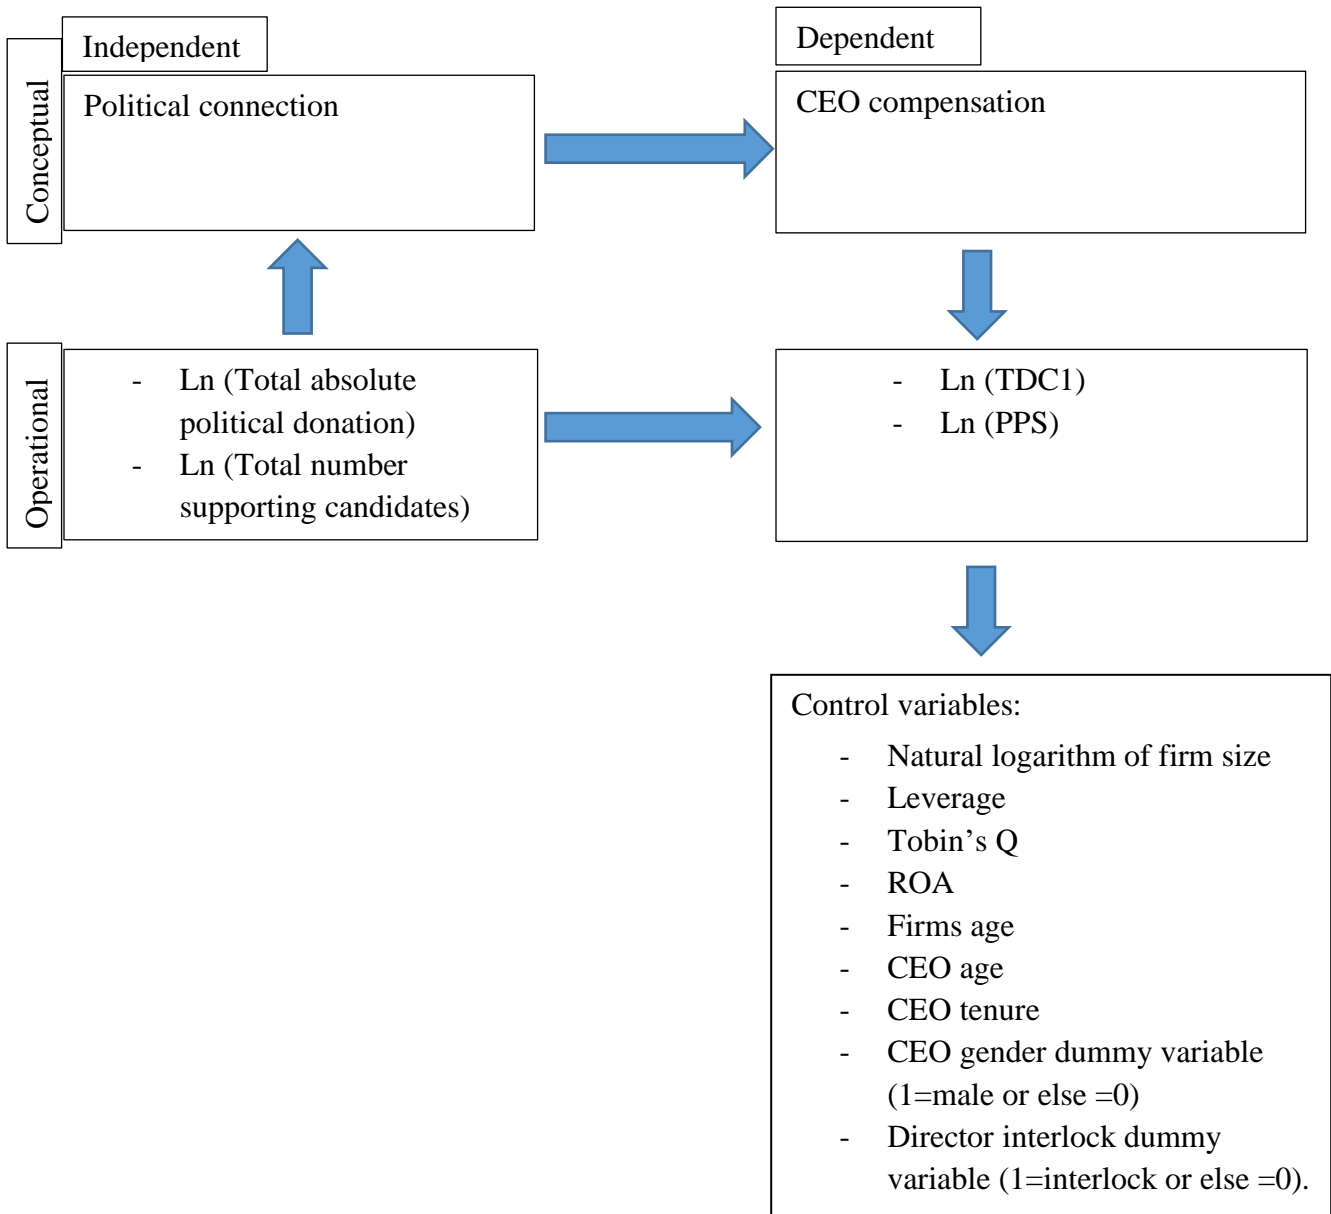 Independent
Dependent
Conceptual
Political connection
CEO compensation
Operational
- Ln (Total absolute
political donation)
- Ln (Total number
supporting candidates)
- Ln (TDC1)
- Ln (PPS)
Control variables:
- Natural logarithm of firm size
- Leverage
- Tobin’s Q
- ROA
- Firms age
- CEO age
- CEO tenure
- CEO gender dummy variable
(1=male or else =0)
- Director interlock dummy
variable (1=interlock or else =0).